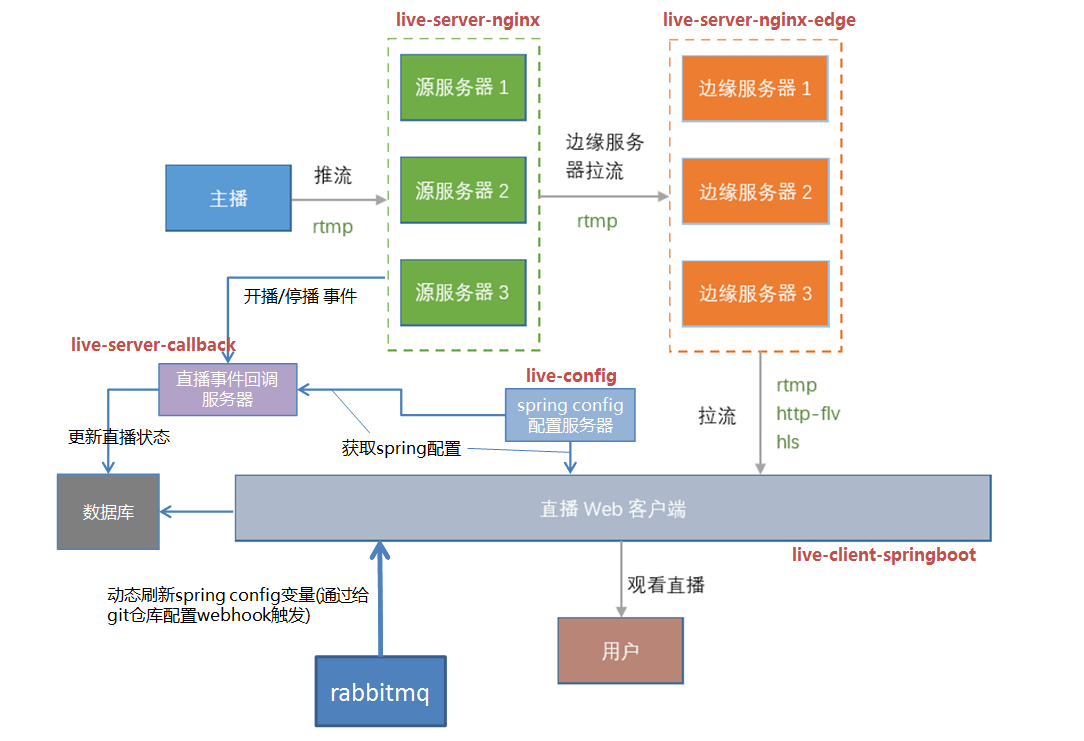 live-server-nginx
live-server-nginx-edge
源服务器 1
边缘服务器 1
边缘服务
器拉流
主播
推流
rtmp
源服务器 2
rtmp
边缘服务器 2
源服务器 3
边缘服务器 3
开播/停播 事件
live-server-callback
直播事件回调
服务器
live-config
spring config
配置服务器
rtmp
http-flv
hls
拉流
更新直播状态
获取spring配置
数据库
直播 Web 客户端
live-client-springboot
动态刷新spring config变量(通过给
git仓库配置webhook触发)
观看直播
用户
rabbitmq